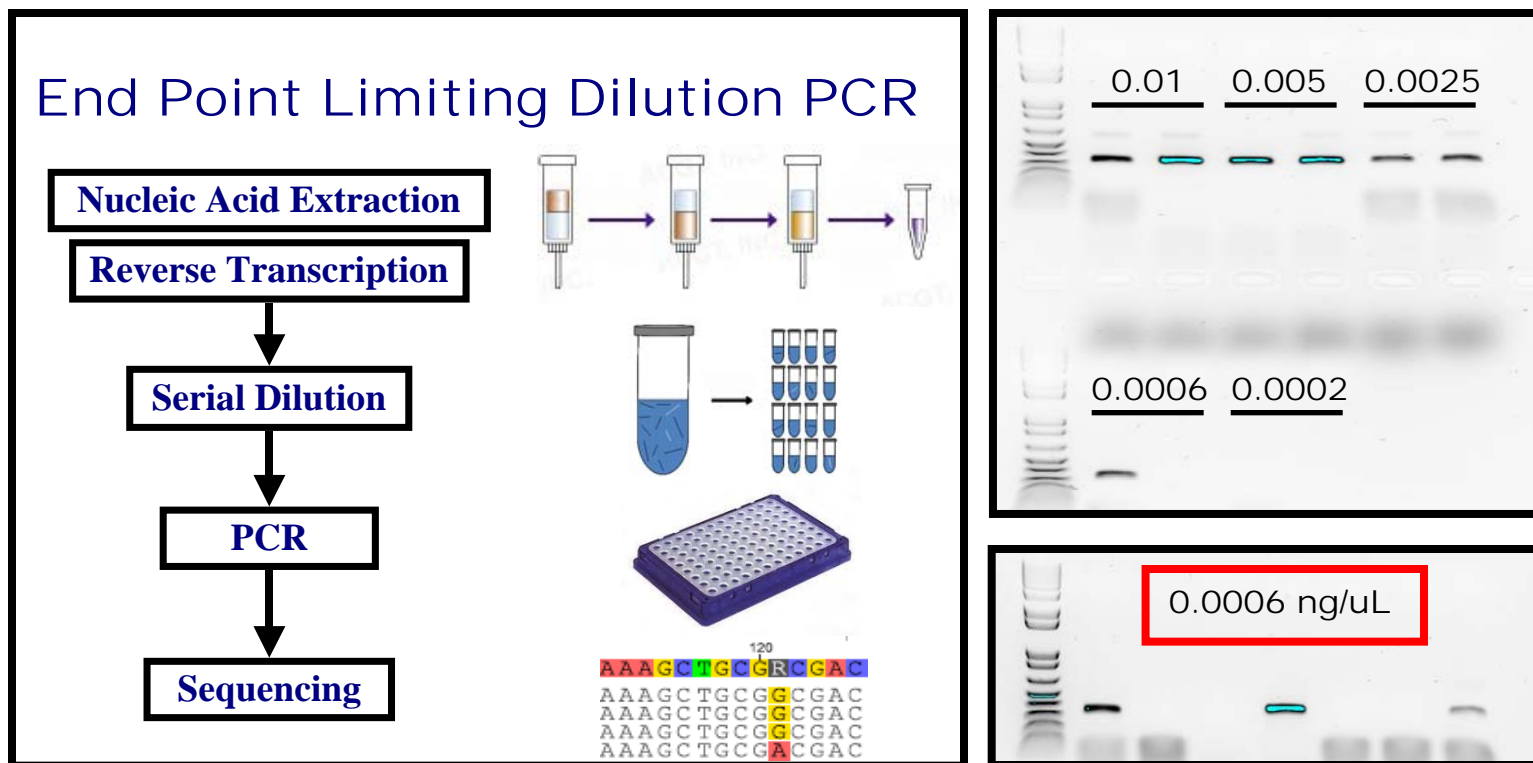 End Point Limiting Dilution PCR
Nucleic Acid Extraction
Reverse Transcription
Serial Dilution
PCR
Sequencing
120
AAAGCTGCGRCGAC
AAAGCTGCGGCGAC
AAAGCTGCGGCGAC
AAAGCTGCGGCGAC
AAAGCTGCGACGAC
0.01 0.005 0.0025
0.0006 0.0002
0.0006 ng/uL